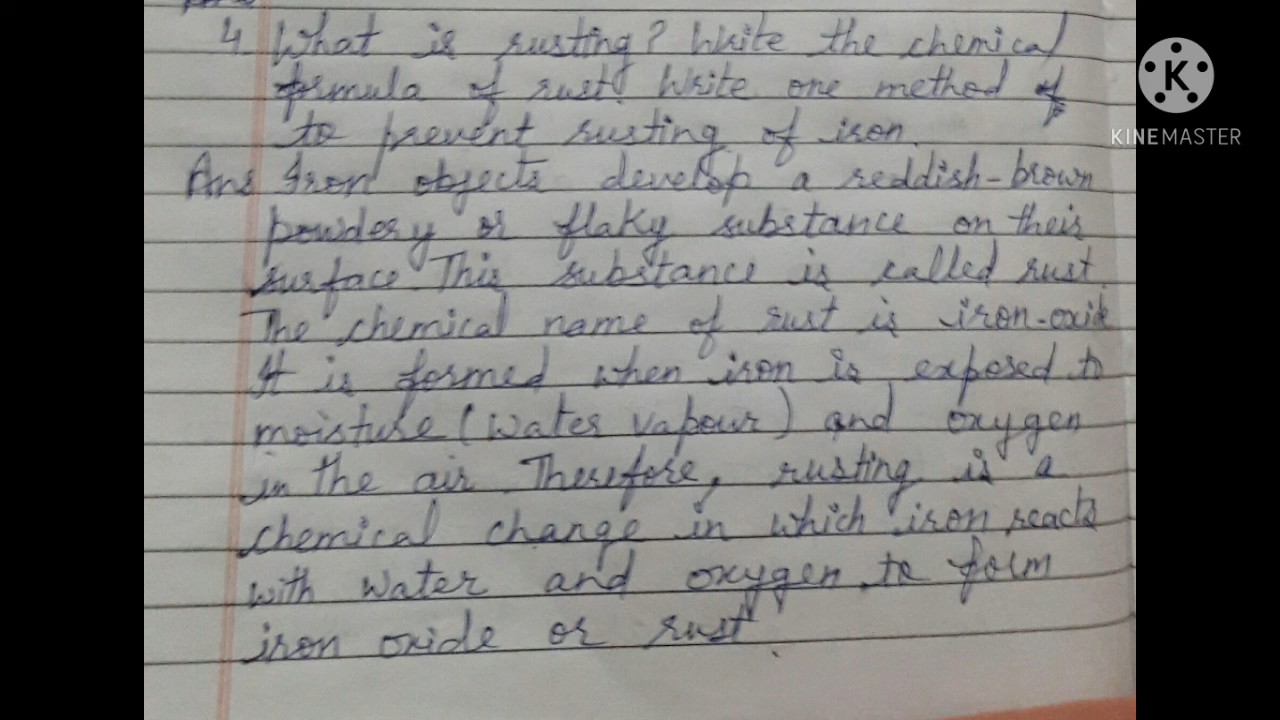 4. What is rusting? Write the chemical
formula of rust. Write one method of
to prevent rusting of iron.
Ans Iron objects develop a reddish-brown
powdery or flaky substance on their
surface This substance is called rust.
The chemical name of rust is iron-oxide
It is formed when iron is exposed to
moisture (water vapour) and oxygen
in the air. Therefore, rusting is a
chemical change in which iron reacts
with water and oxygen to form
iron oxide or rust.
K
KINEMASTER